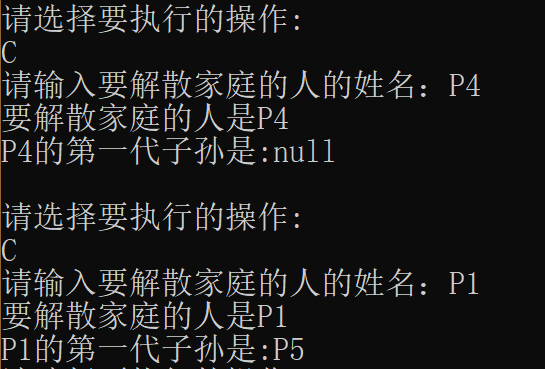 请选择要执行的操作:
C
请输入要解散家庭的人的姓名：P4
要解散家庭的人是P4
P4的第一代子孙是:null
请选择要执行的操作:
C
请输入要解散家庭的人的姓名：P1
要解散家庭的人是P1
P1的第一代子孙是:P5